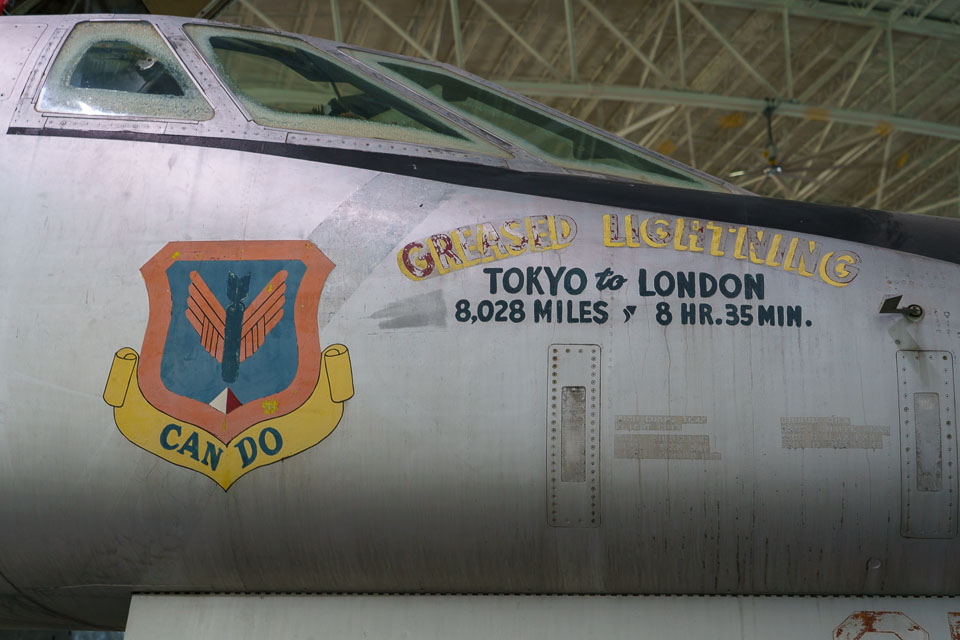 GREASED LIGHTNING
TOKYO to LONDON
8,028 MILES 8 HR. 35 MIN.
CAN DO